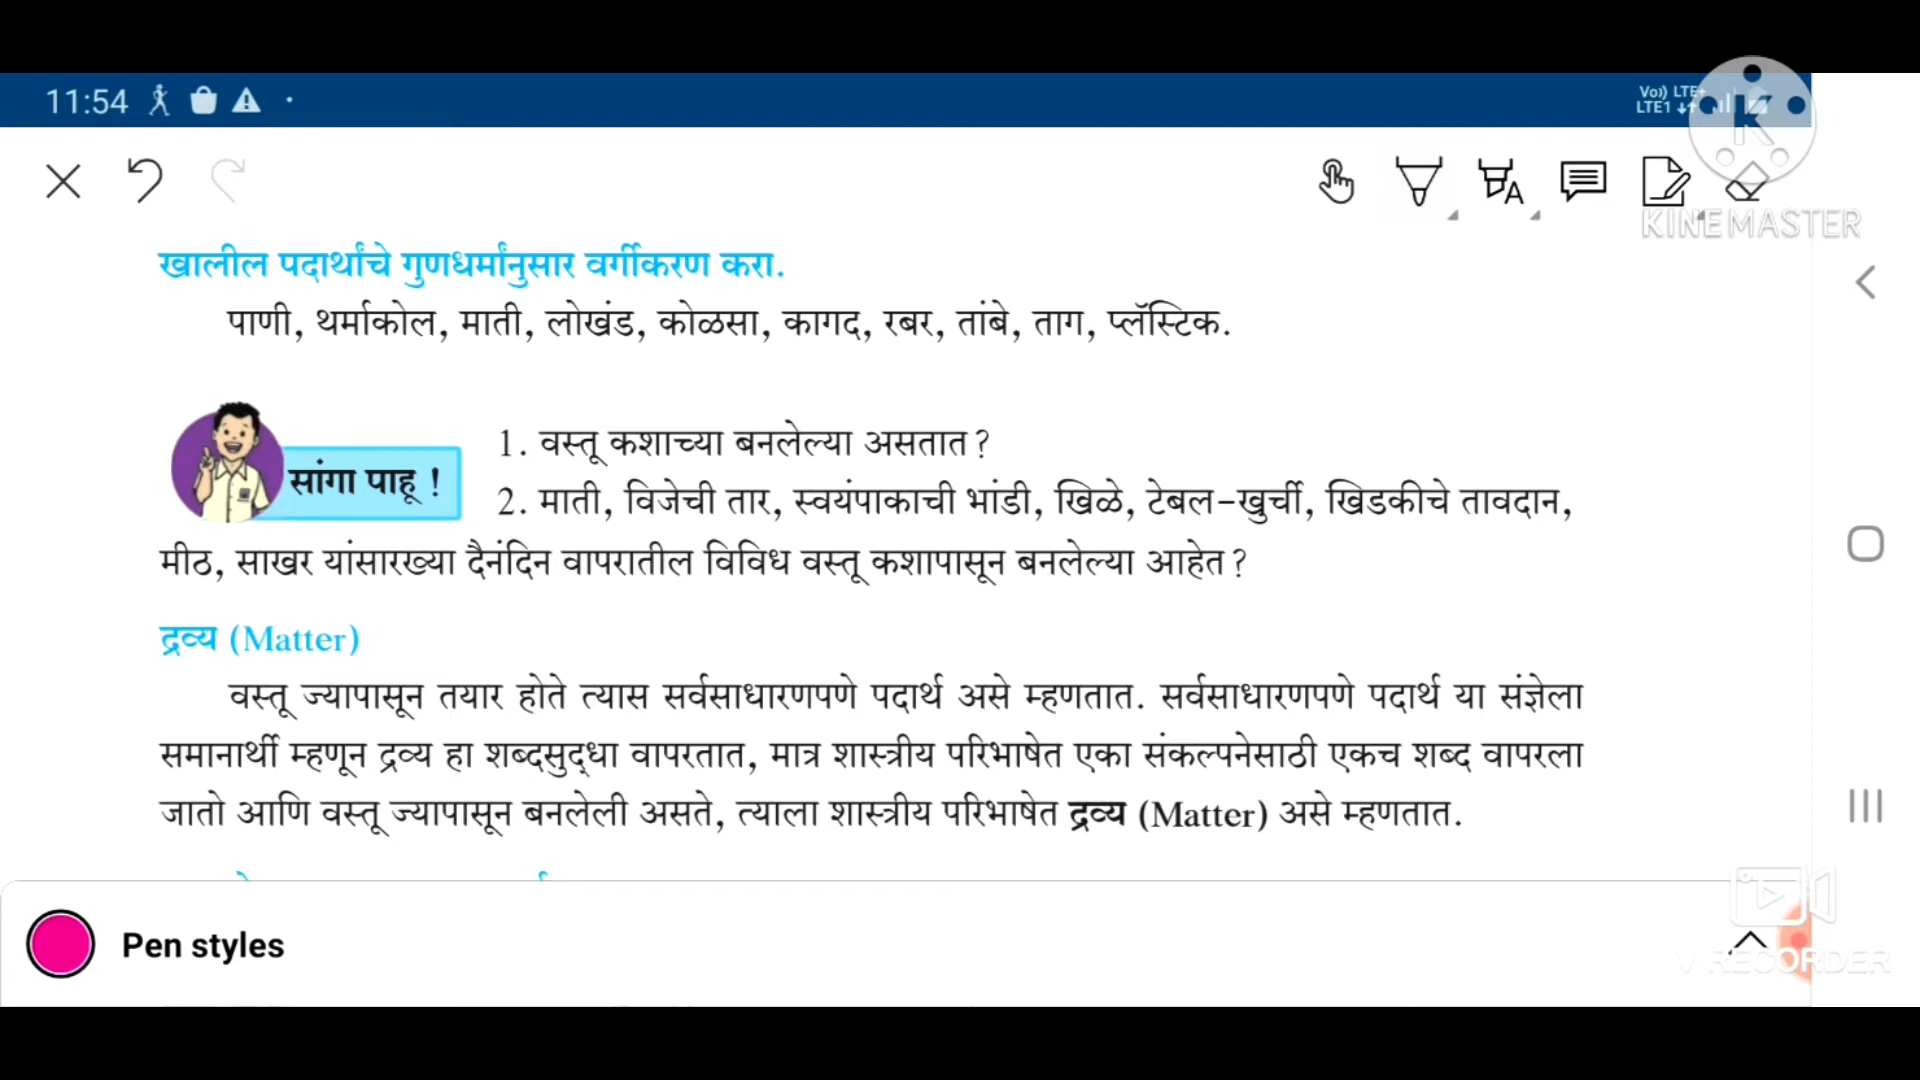 11:54
Vo)) LTE+
LTE1
KINEMASTER
खालील पदार्थांचे गुणधर्मांनुसार वर्गीकरण करा.
पाणी, थर्माकोल, माती, लोखंड, कोळसा, कागद, रबर, तांबे, ताग, प्लॅस्टिक.
सांगा पाहू !
1. वस्तू कशाच्या बनलेल्या असतात ?
2. माती, विजेची तार, स्वयंपाकाची भांडी, खिळे, टेबल-खुर्ची, खिडकीचे तावदान,
मीठ, साखर यांसारख्या दैनंदिन वापरातील विविध वस्तू कशापासून बनलेल्या आहेत ?
द्रव्य (Matter)
वस्तू ज्यापासून तयार होते त्यास सर्वसाधारणपणे पदार्थ असे म्हणतात. सर्वसाधारणपणे पदार्थ या संज्ञेला
समानार्थी म्हणून द्रव्य हा शब्दसुद्धा वापरतात, मात्र शास्त्रीय परिभाषेत एका संकल्पनेसाठी एकच शब्द वापरला
जातो आणि वस्तू ज्यापासून बनलेली असते, त्याला शास्त्रीय परिभाषेत द्रव्य (Matter) असे म्हणतात.
Pen styles
V RECORDER